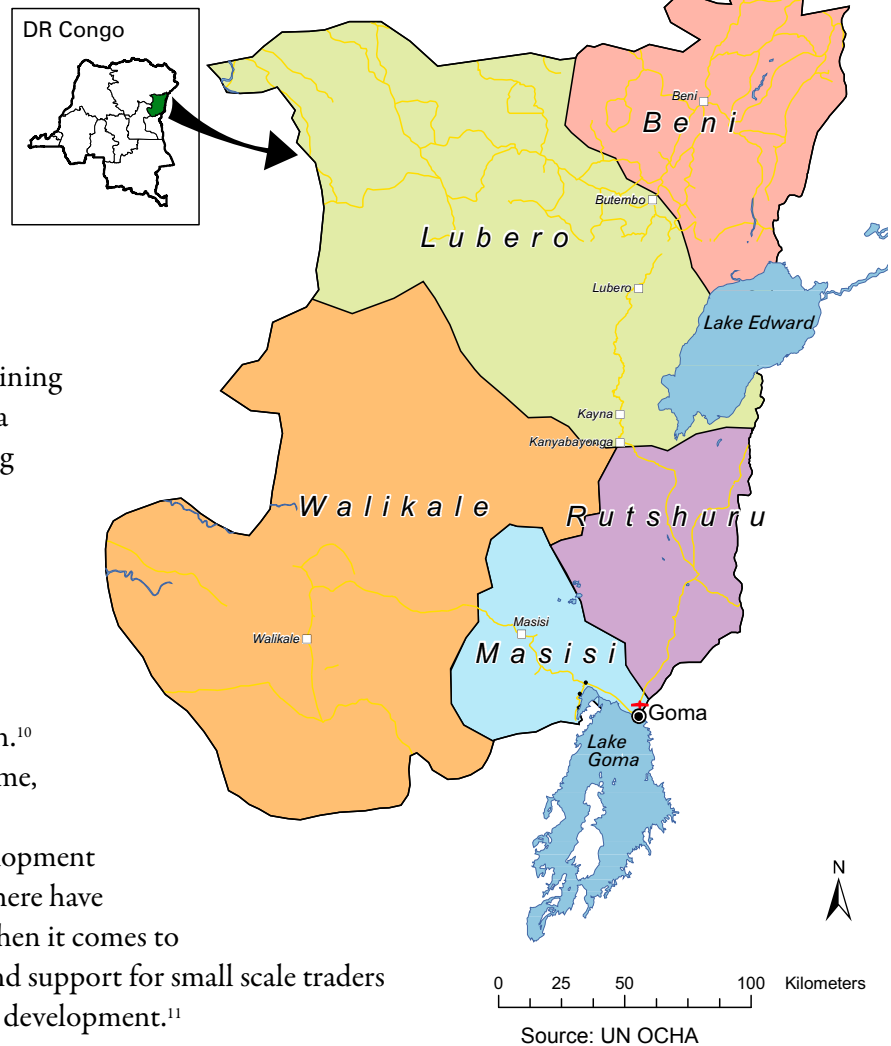 DR Congo
Beni
Beni
Butembo
Lubero
Lubero
Lake Edward
Kayna
Kanyabayonga
Walikale
Rutshuru
Masisi
Walikale
Masisi
Goma
Lake
Goma
N
0 25 50 100 Kilometers
Source: UN OCHA
ining
a
g
n.¹⁰
me,
lopment
here have
hen it comes to
nd support for small scale traders
development.¹¹